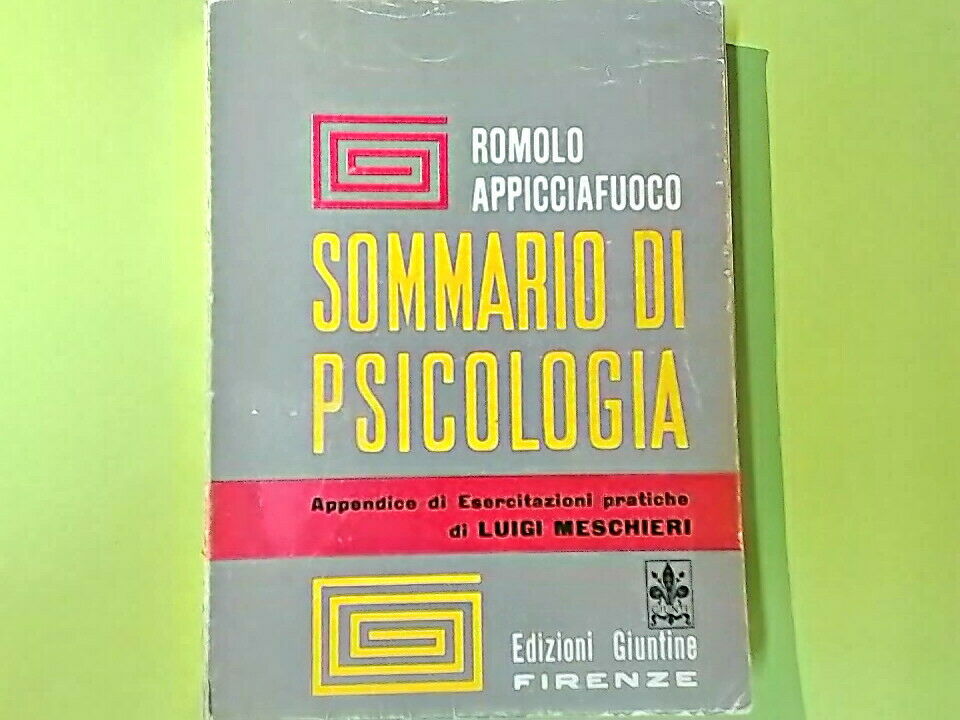 ROMOLO
APPICCIAFUOCO
SOMMARIO DI
PSICOLOGIA
Appendice di Esercitazioni pratiche
di LUIGI MESCHIERI
Edizioni Giuntine
FIRENZE